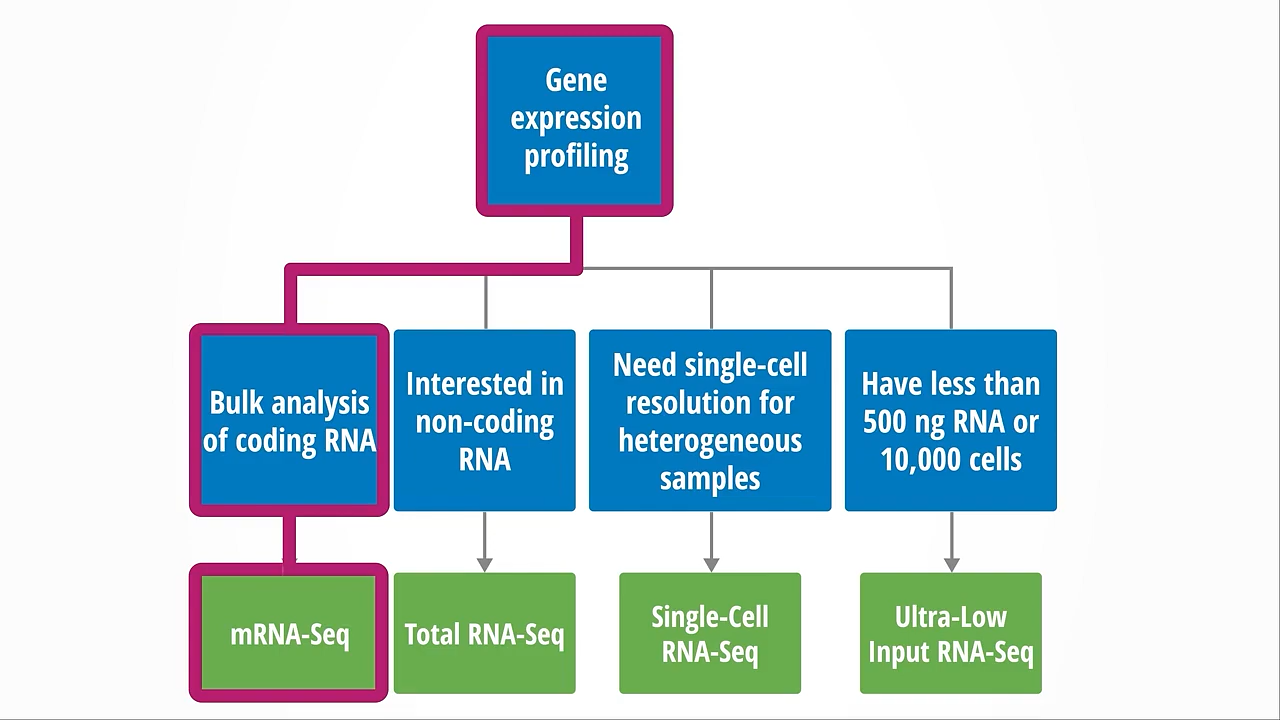 Gene
expression
profiling
Bulk analysis
of coding RNA
Interested in
non-coding
RNA
Need single-cell
resolution for
heterogeneous
samples
Have less than
500 ng RNA or
10,000 cells
mRNA-Seq
Total RNA-Seq
Single-Cell
RNA-Seq
Ultra-Low
Input RNA-Seq